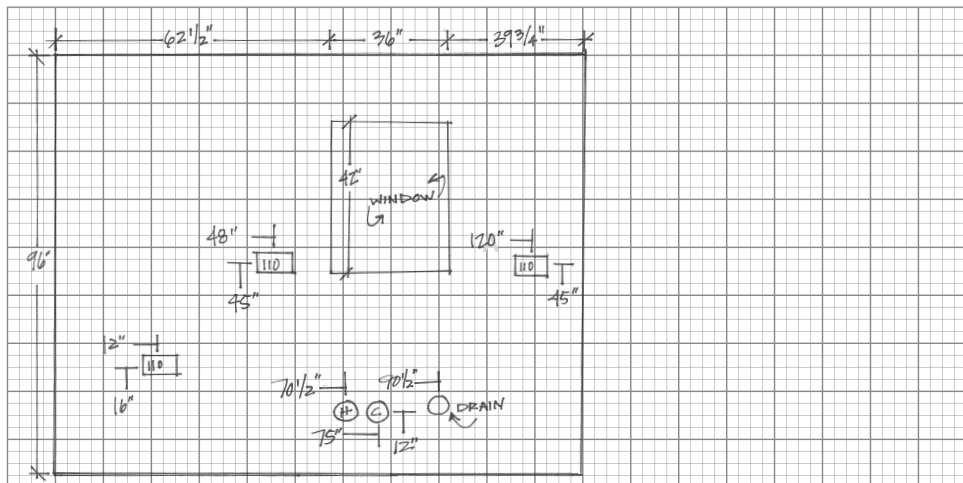 62 1/2" 36" 39 3/4"
42"
WINDOW
48" 120"
96"
110 110
45" 45"
12"
110
70 1/2" 90 1/2"
16"
H C DRAIN
75" 12"